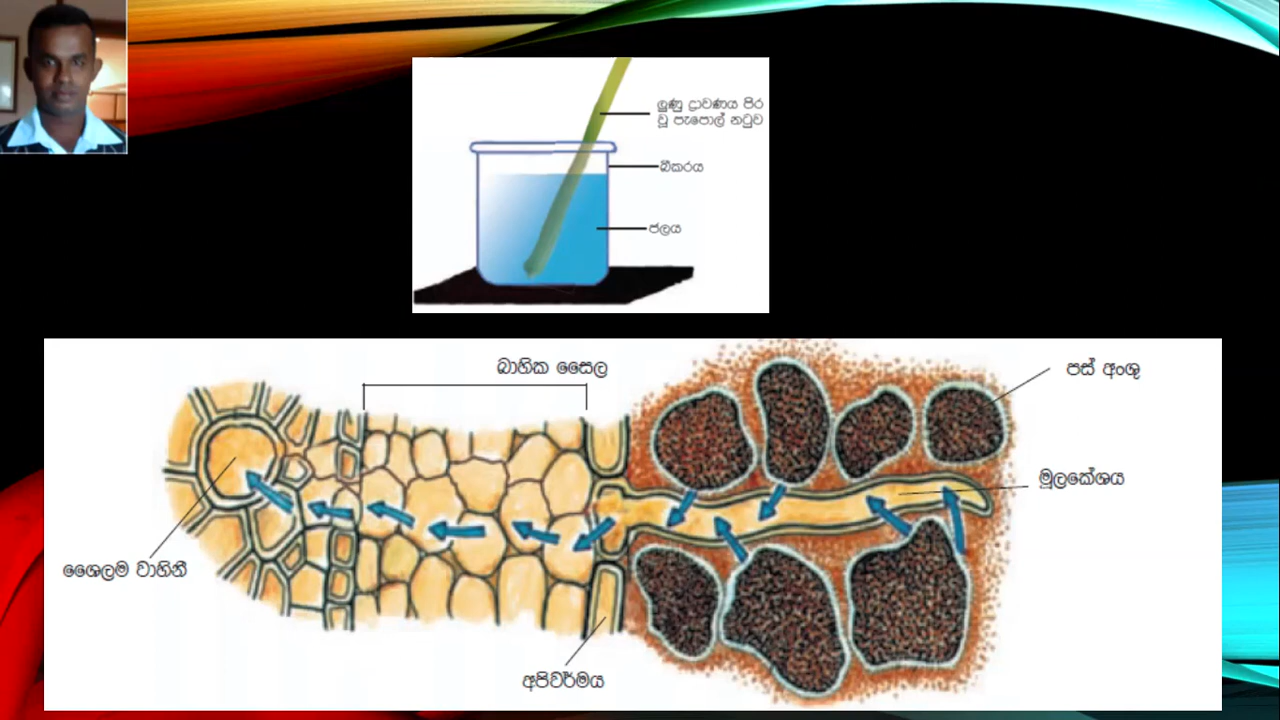 ලුණු ද්‍රාවණය පිර
වූ පැපොල් නටුව
බීකරය
ජලය
බාහික සෛල
පස් අංශු
මූලකේශය
ශෛලම වාහිනී
අපිචර්මය